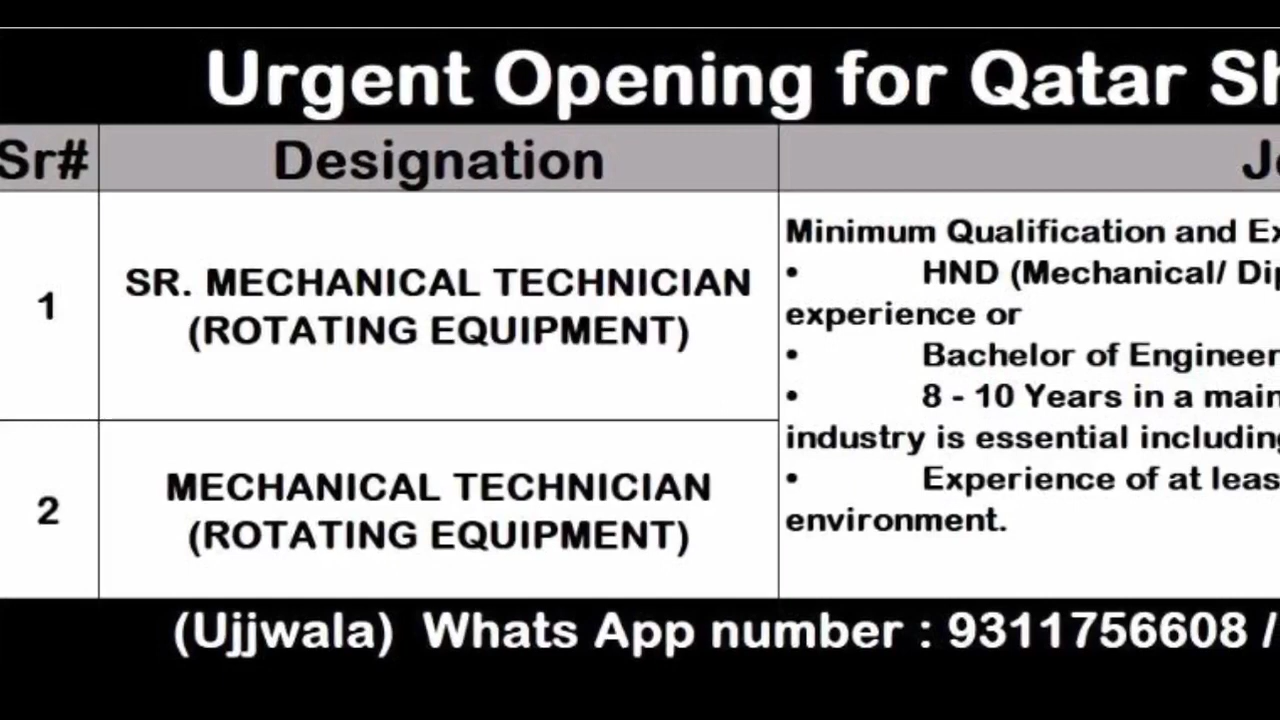 Urgent Opening for Qatar Sh
Sr#
Designation
1
SR. MECHANICAL TECHNICIAN
(ROTATING EQUIPMENT)
2
MECHANICAL TECHNICIAN
(ROTATING EQUIPMENT)
Minimum Qualification and Ex
• HND (Mechanical/ Dip
experience or
• Bachelor of Engineer
• 8 - 10 Years in a main
industry is essential including
• Experience of at leas
environment.
(Ujjwala) Whats App number : 9311756608 /